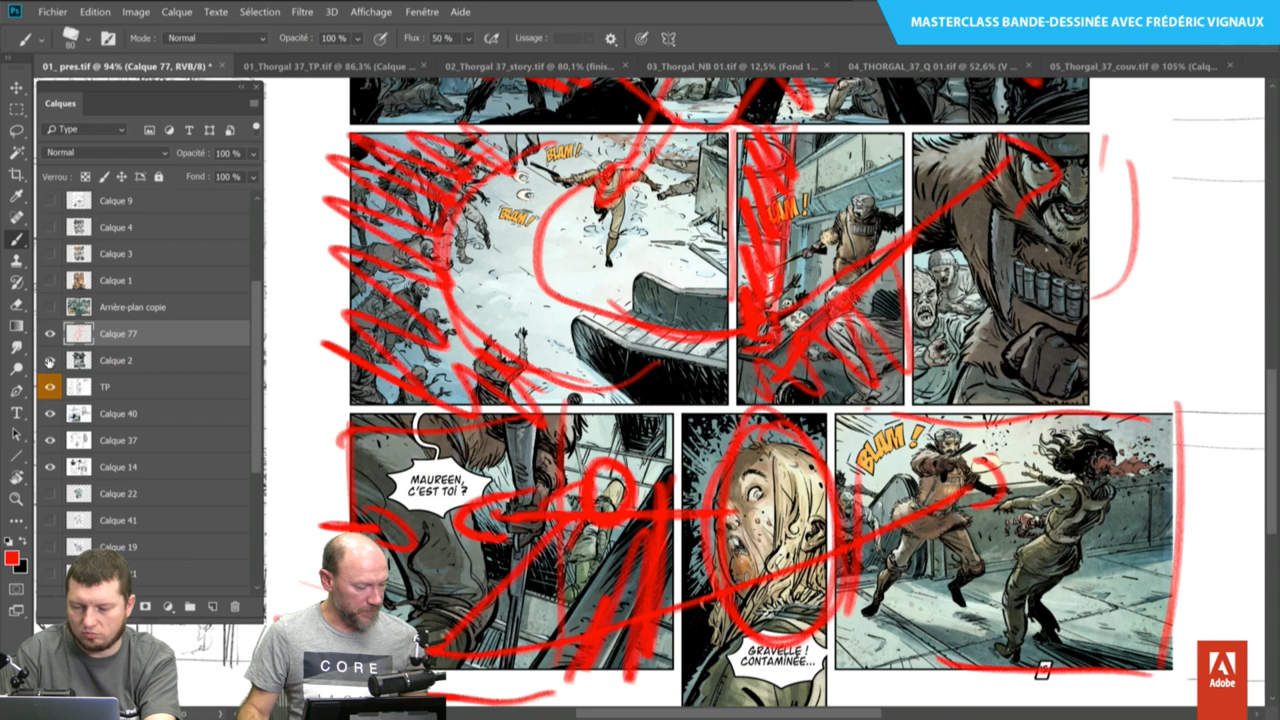 MASTERCLASS BANDE-DESSINÉE AVEC FRÉDÉRIC VIGNAUX
Ps Fichier Edition Image Calque Texte Sélection Filtre 3D Affichage Fenêtre Aide
80 Mode : Normal Opacité : 100 % Flux : 50 % Lissage :
01_ pres.tif @ 94% (Calque 77, RVB/8) * ×
01_Thorgal 37_TP.tif @ 86,3% (Calque ... ×
02_Thorgal 37_story.tif @ 80,1% (finis... ×
03_Thorgal_NB 01.tif @ 12,5% (Fond 1... ×
04_THORGAL_37_Q 01.tif @ 52,6% (V ... ×
05_Thorgal_37_couv.tif @ 105% (Calq... ×
Calques
Type
Normal Opacité : 100 %
Verrou : Fond : 100 %
Calque 9
Calque 4
Calque 3
Calque 1
Arrière-plan copie
Calque 77
Calque 2
TP
Calque 40
Calque 37
Calque 14
Calque 22
Calque 41
Calque 19
BLAM !
BLAM !
BLAM !
MAUREEN,
C'EST TOI ?
GRAVELLE !
CONTAMINÉE...
CORE
Adobe